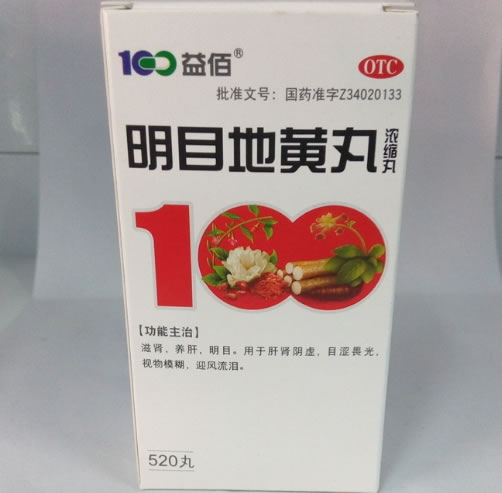 100 益佰®
OTC
批准文号：国药准字Z34020133
明目地黄丸 浓缩丸
100
【功能主治】
滋肾、养肝，明目。用于肝肾阴虚，目涩畏光，
视物模糊，迎风流泪。
520丸